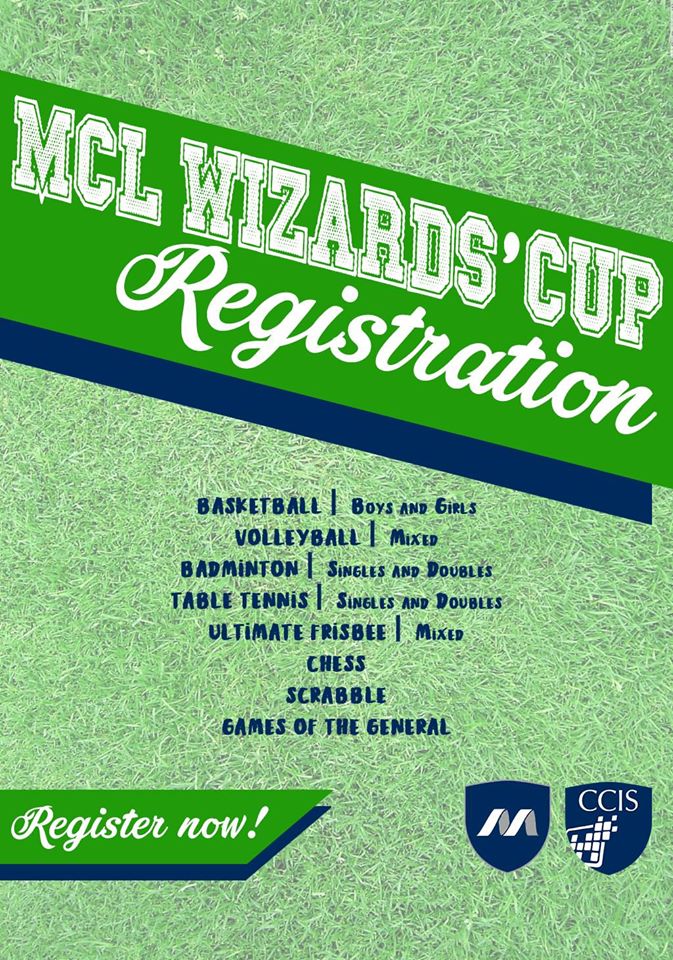 MCL WIZARDS' CUP
Registration
BASKETBALL | BOYS AND GIRLS
VOLLEYBALL | MIXED
BADMINTON | SINGLES AND DOUBLES
TABLE TENNIS | SINGLES AND DOUBLES
ULTIMATE FRISBEE | MIXED
CHESS
SCRABBLE
GAMES OF THE GENERAL
Register now!
M
CCIS